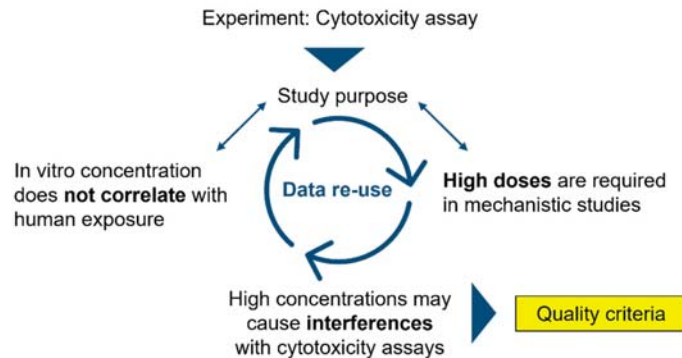 Experiment: Cytotoxicity assay
Study purpose
In vitro concentration
does not correlate with
human exposure
Data re-use
High doses are required
in mechanistic studies
High concentrations may
cause interferences
with cytotoxicity assays
Quality criteria